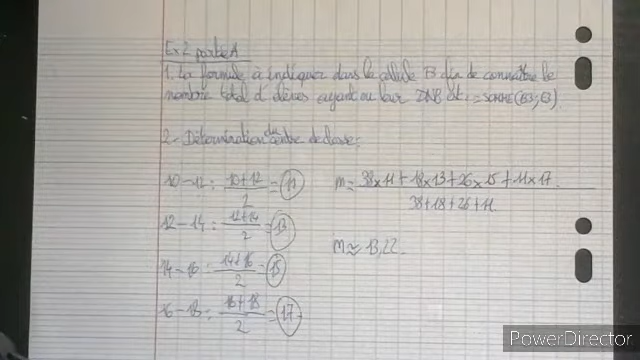 Ex 2 partie A
1. La formule à indiquer dans la cellule B afin de connaître le
nombre total d'élèves ayant eu leur DNB est : = SOMME(B3;B)
2 - Détermination du centre de classe :
10 - 12 : 10+12 / 2 = 11
m = 38x11 + 18x13 + 26x15 + 11x17 / 38+18+26+11
12 - 14 : 12+14 / 2 = 13
m ≈ 13,22
14 - 16 : 14+16 / 2 = 15
16 - 18 : 16+18 / 2 = 17
PowerDirector